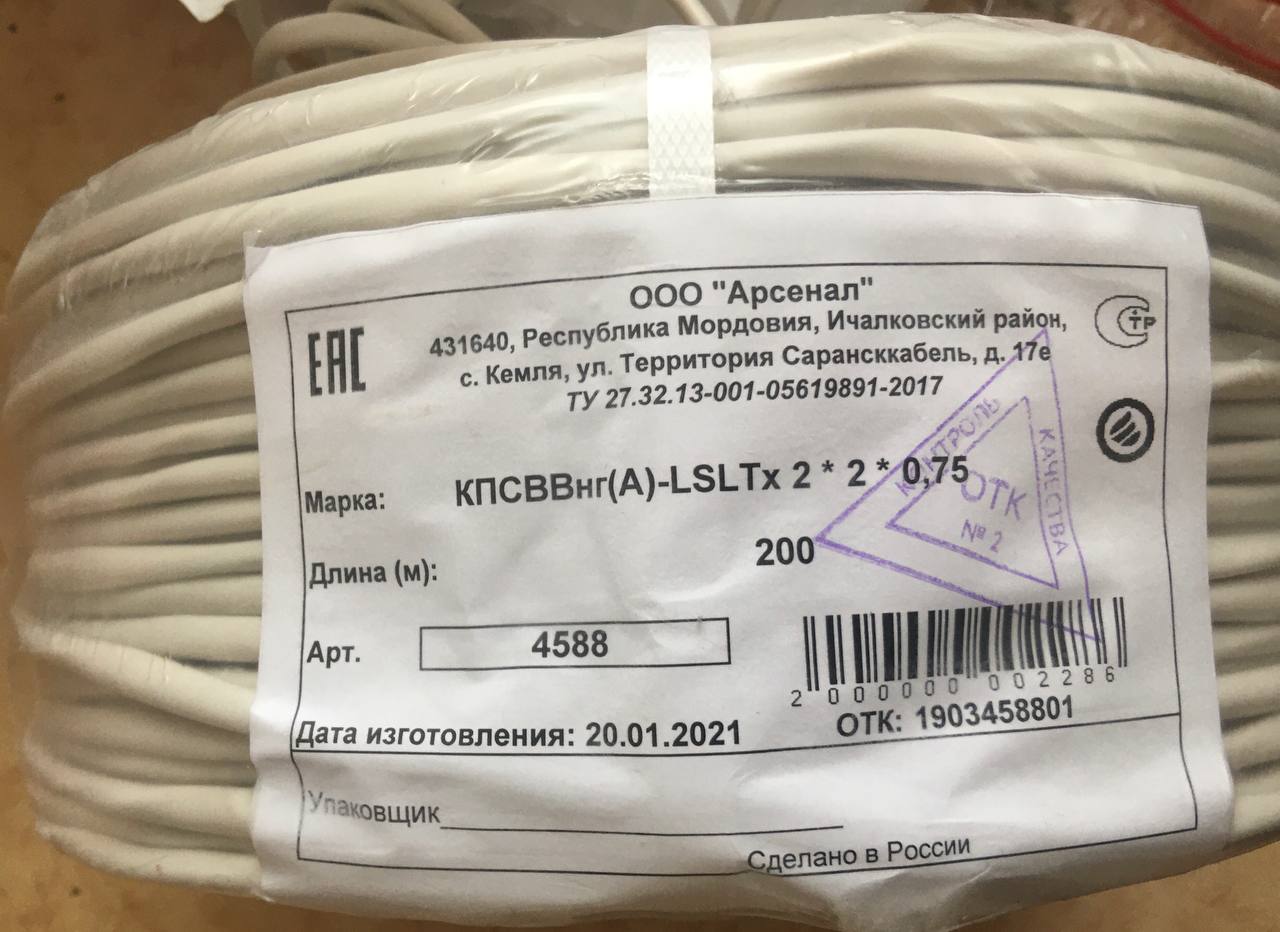 ООО "Арсенал"
431640, Республика Мордовия, Ичалковский район,
с. Кемля, ул. Территория Сарансккабель, д. 17е
ТУ 27.32.13-001-05619891-2017
ЕАС
СТР
Марка: КПСВВнг(А)-LSLTx 2 * 2 * 0,75
Длина (м): 200
КОНТРОЛЬ
КАЧЕСТВА
ОТК
№ 2
Арт. 4588
2 000000 002286
Дата изготовления: 20.01.2021
ОТК: 1903458801
Упаковщик
Сделано в России